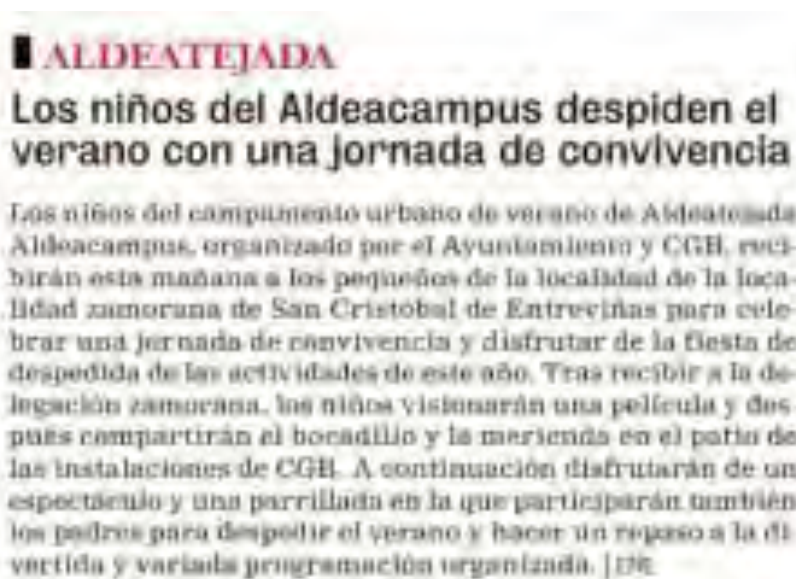 ALDEATEJADA
Los niños del Aldeacampus despiden el
verano con una jornada de convivencia
Los niños del campamento urbano de verano de Aldeatejada
Aldeacampus, organizado por el Ayuntamiento y CGB, reci-
birán esta mañana a los pequeños de la localidad de la loca-
lidad zamorana de San Cristóbal de Entreviñas para cele-
brar una jornada de convivencia y disfrutar de la fiesta de
despedida de las actividades de este año. Tras recibir a la de-
legación zamorana, los niños visionarán una película y des-
pués compartirán el bocadillo y la merienda en el patio de
las instalaciones de CGB. A continuación disfrutarán de un
espectáculo y una parrillada en la que participarán también
los padres para despedir el verano y hacer un repaso a la di-
vertida y variada programación organizada. |